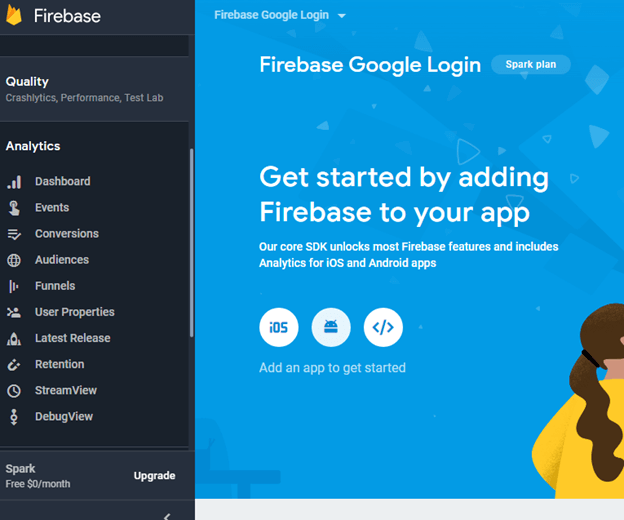 Firebase
Firebase Google Login
Firebase Google Login
Spark plan
Quality
Crashlytics, Performance, Test Lab
Analytics
Dashboard
Events
Conversions
Audiences
Funnels
User Properties
Latest Release
Retention
StreamView
DebugView
Spark
Free $0/month
Upgrade
Get started by adding
Firebase to your app
Our core SDK unlocks most Firebase features and includes
Analytics for iOS and Android apps
iOS
</>
Add an app to get started